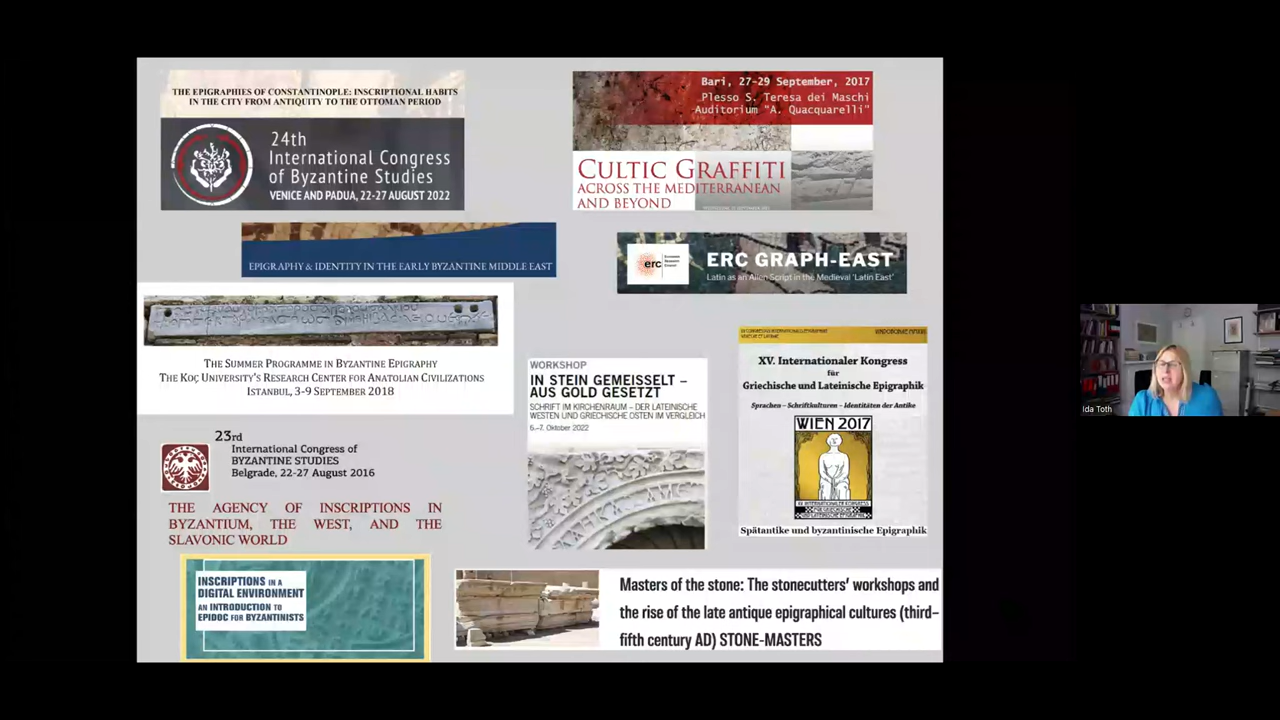 THE EPIGRAPHIES OF CONSTANTINOPLE: INSCRIPTIONAL HABITS
IN THE CITY FROM ANTIQUITY TO THE OTTOMAN PERIOD
24th
International Congress
of Byzantine Studies
VENICE AND PADUA, 22-27 AUGUST 2022
Bari, 27-29 September, 2017
Plesso S. Teresa dei Maschi
Auditorium "A. Quacquarelli"
CULTIC GRAFFITI
ACROSS THE MEDITERRANEAN
AND BEYOND
EPIGRAPHY & IDENTITY IN THE EARLY BYZANTINE MIDDLE EAST
erc
ERC GRAPH-EAST
Latin as an Alien Script in the Medieval 'Latin East'
THE SUMMER PROGRAMME IN BYZANTINE EPIGRAPHY
THE KOÇ UNIVERSITY'S RESEARCH CENTER FOR ANATOLIAN CIVILIZATIONS
ISTANBUL, 3-9 SEPTEMBER 2018
WORKSHOP
IN STEIN GEMEISSELT –
AUS GOLD GESETZT
SCHRIFT IM KIRCHENRAUM – DER LATEINISCHE
WESTEN UND GRIECHISCHE OSTEN IM VERGLEICH
6.–7. Oktober 2022
XV. Internationaler Kongress
für
Griechische und Lateinische Epigraphik
Sprachen – Schriftkulturen – Identitäten der Antike
WIEN 2017
Spätantike und byzantinische Epigraphik
23rd
International Congress of
BYZANTINE STUDIES
Belgrade, 22-27 August 2016
THE AGENCY OF INSCRIPTIONS IN
BYZANTIUM, THE WEST, AND THE
SLAVONIC WORLD
INSCRIPTIONS IN A
DIGITAL ENVIRONMENT
AN INTRODUCTION TO
EPIDOC FOR BYZANTINISTS
Masters of the stone: The stonecutters' workshops and
the rise of the late antique epigraphical cultures (third–
fifth century AD) STONE-MASTERS
Ida Toth